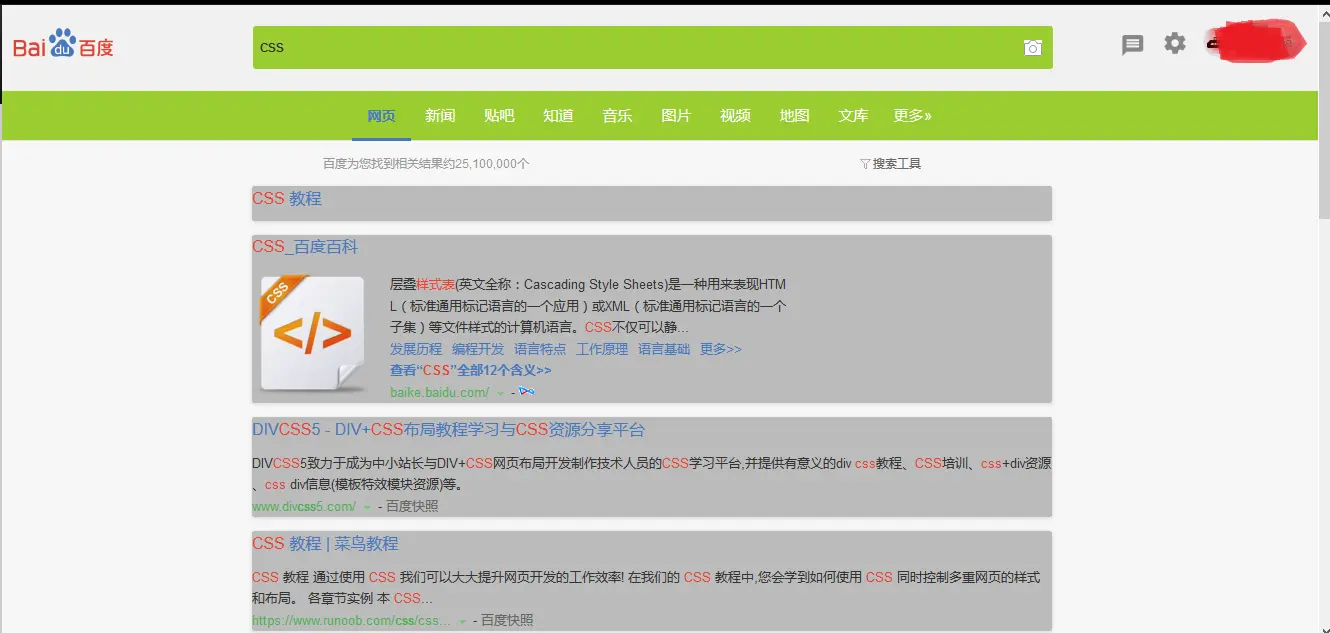 Bai du 百度
CSS
网页 新闻 贴吧 知道 音乐 图片 视频 地图 文库 更多»
百度为您找到相关结果约25,100,000个 搜索工具
CSS 教程
CSS_百度百科
CSS
</>
层叠样式表(英文全称：Cascading Style Sheets)是一种用来表现HTM
L（标准通用标记语言的一个应用）或XML（标准通用标记语言的一个
子集）等文件样式的计算机语言。CSS不仅可以静...
发展历程 编程开发 语言特点 工作原理 语言基础 更多>>
查看“CSS”全部12个含义>>
baike.baidu.com/ -
DIVCSS5 - DIV+CSS布局教程学习与CSS资源分享平台
DIVCSS5致力于成为中小站长与DIV+CSS网页布局开发制作技术人员的CSS学习平台,并提供有意义的div css教程、CSS培训、css+div资源
、css div信息(模板特效模块资源)等。
www.divcss5.com/ - 百度快照
CSS 教程 | 菜鸟教程
CSS 教程 通过使用 CSS 我们可以大大提升网页开发的工作效率! 在我们的 CSS 教程中,您会学到如何使用 CSS 同时控制多重网页的样式
和布局。 各章节实例 本 CSS...
https://www.runoob.com/css/css... - 百度快照